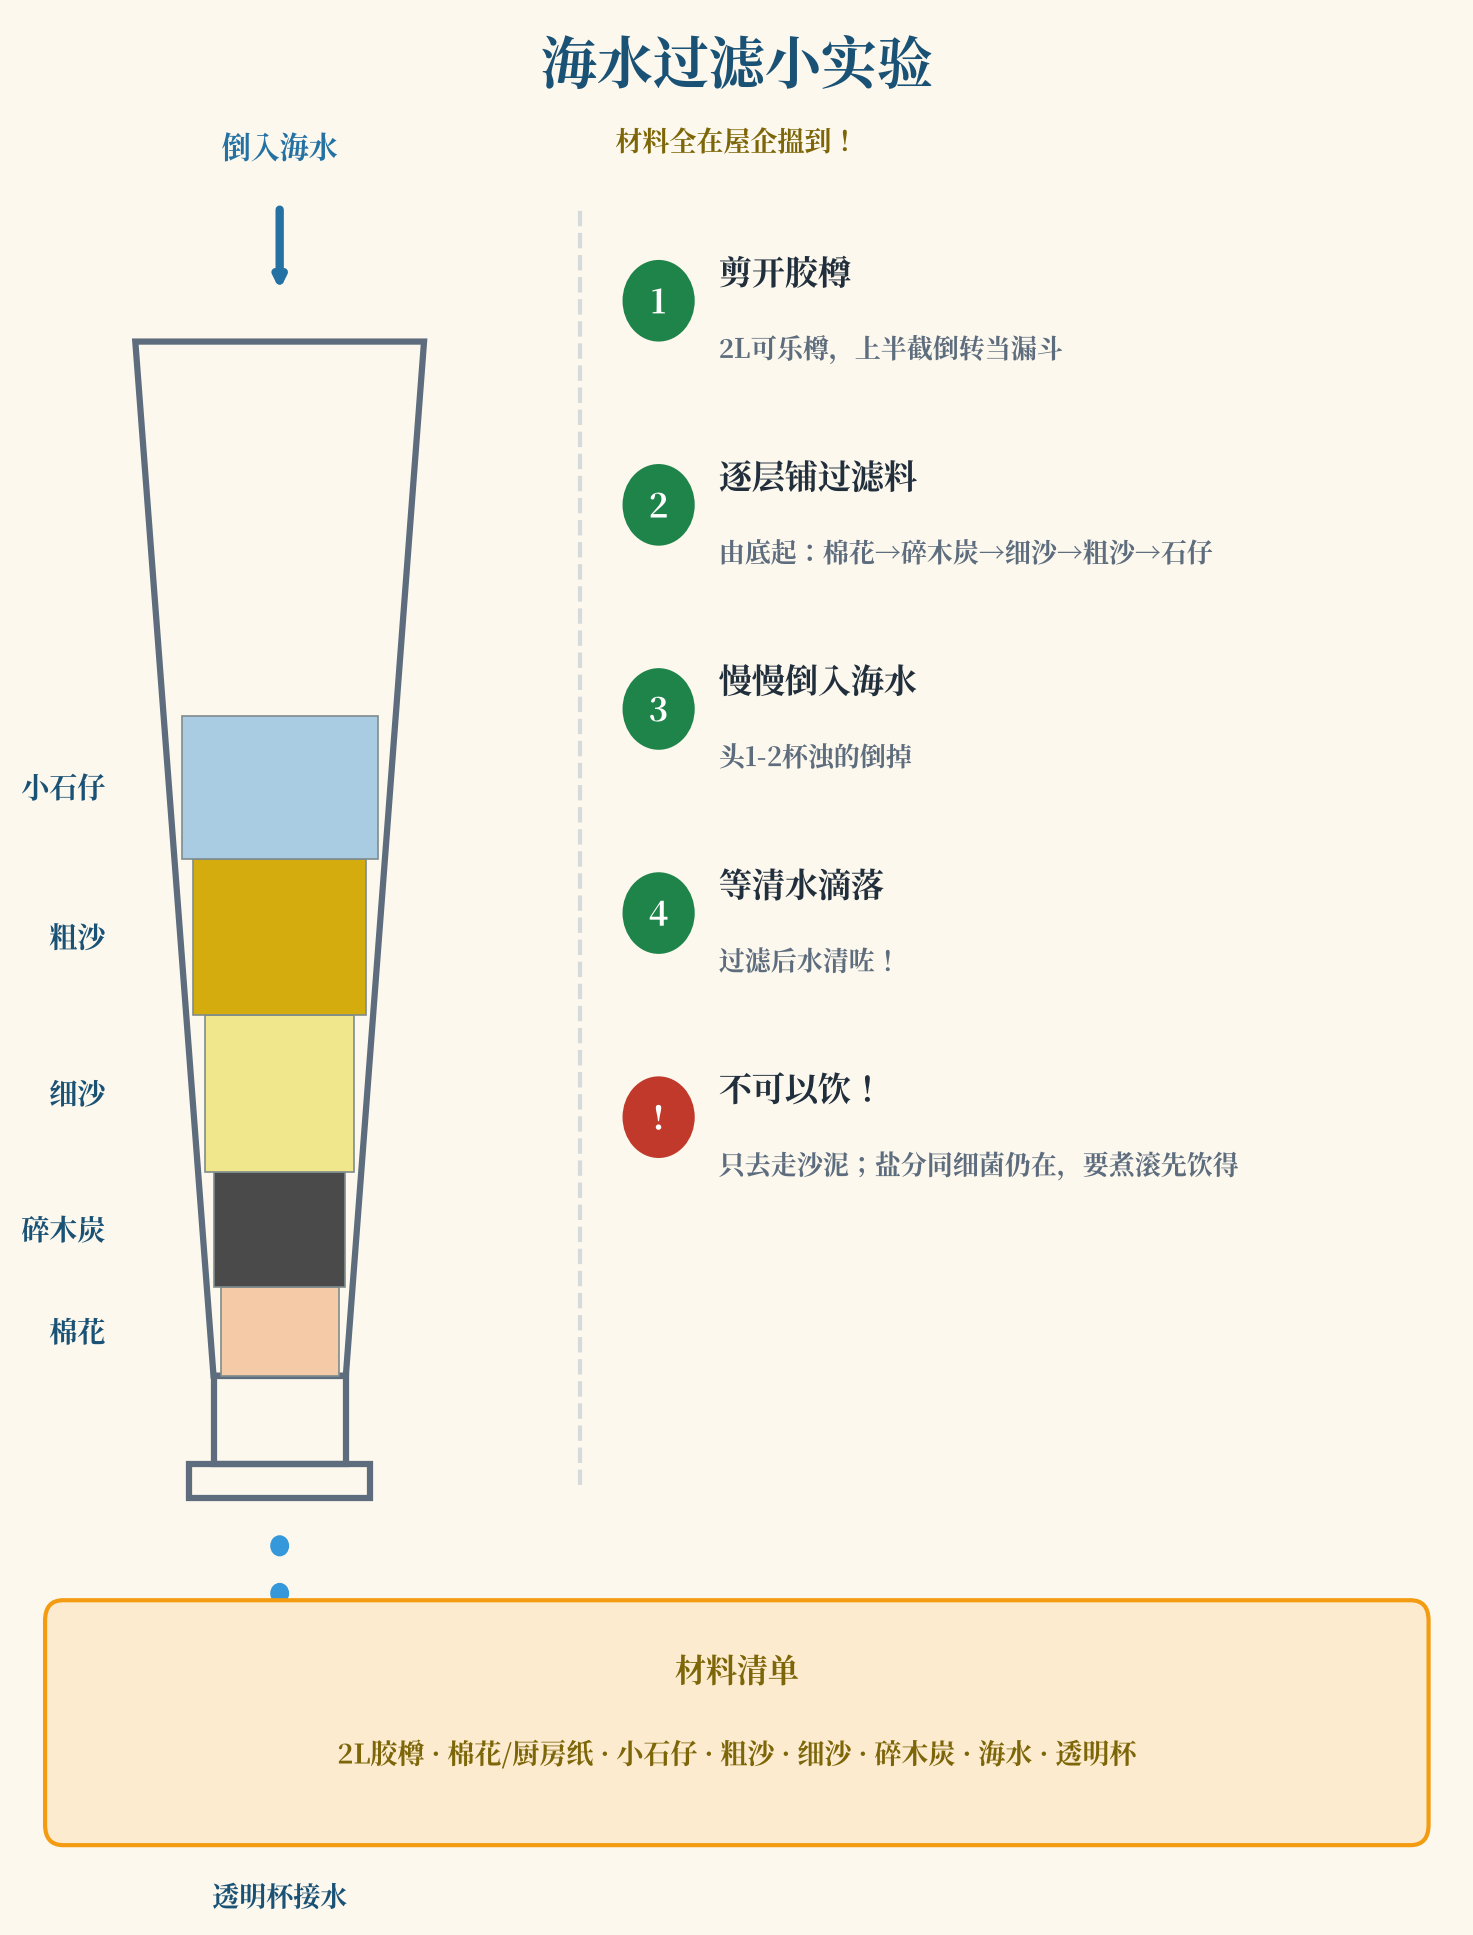 海水过滤小实验
倒入海水
材料全在屋企揾到！
1
剪开胶樽
2L可乐樽，上半截倒转当漏斗
2
逐层铺过滤料
由底起：棉花→碎木炭→细沙→粗沙→石仔
3
慢慢倒入海水
头1-2杯浊的倒掉
4
等清水滴落
过滤后水清咗！
!
不可以饮！
只去走沙泥；盐分同细菌仍在，要煮滚先饮得
小石仔
粗沙
细沙
碎木炭
棉花
材料清单
2L胶樽 · 棉花/厨房纸 · 小石仔 · 粗沙 · 细沙 · 碎木炭 · 海水 · 透明杯
透明杯接水